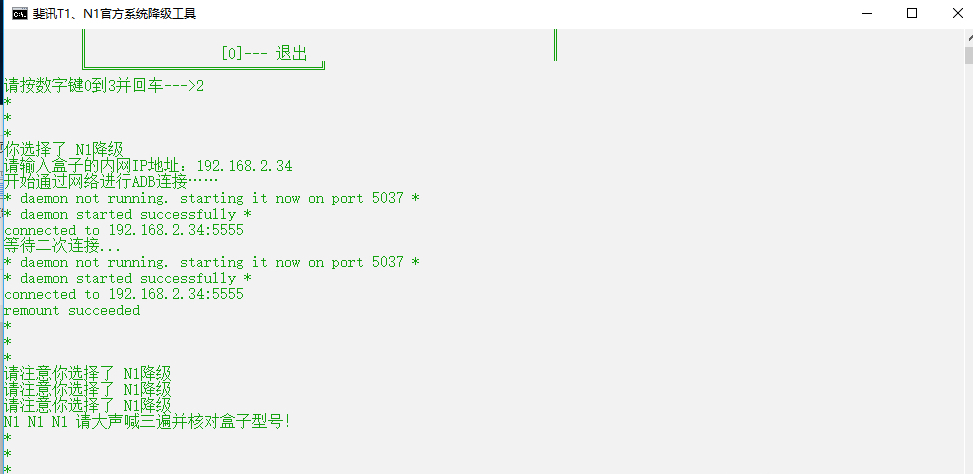 斐讯T1、N1官方系统降级工具
[0]--- 退出
请按数字键0到3并回车--->2
*
*
*
你选择了 N1降级
请输入盒子的内网IP地址：192.168.2.34
开始通过网络进行ADB连接……
* daemon not running. starting it now on port 5037 *
* daemon started successfully *
connected to 192.168.2.34:5555
等待二次连接...
* daemon not running. starting it now on port 5037 *
* daemon started successfully *
connected to 192.168.2.34:5555
remount succeeded
*
*
*
请注意你选择了 N1降级
请注意你选择了 N1降级
请注意你选择了 N1降级
N1 N1 N1 请大声喊三遍并核对盒子型号!
*
*
*